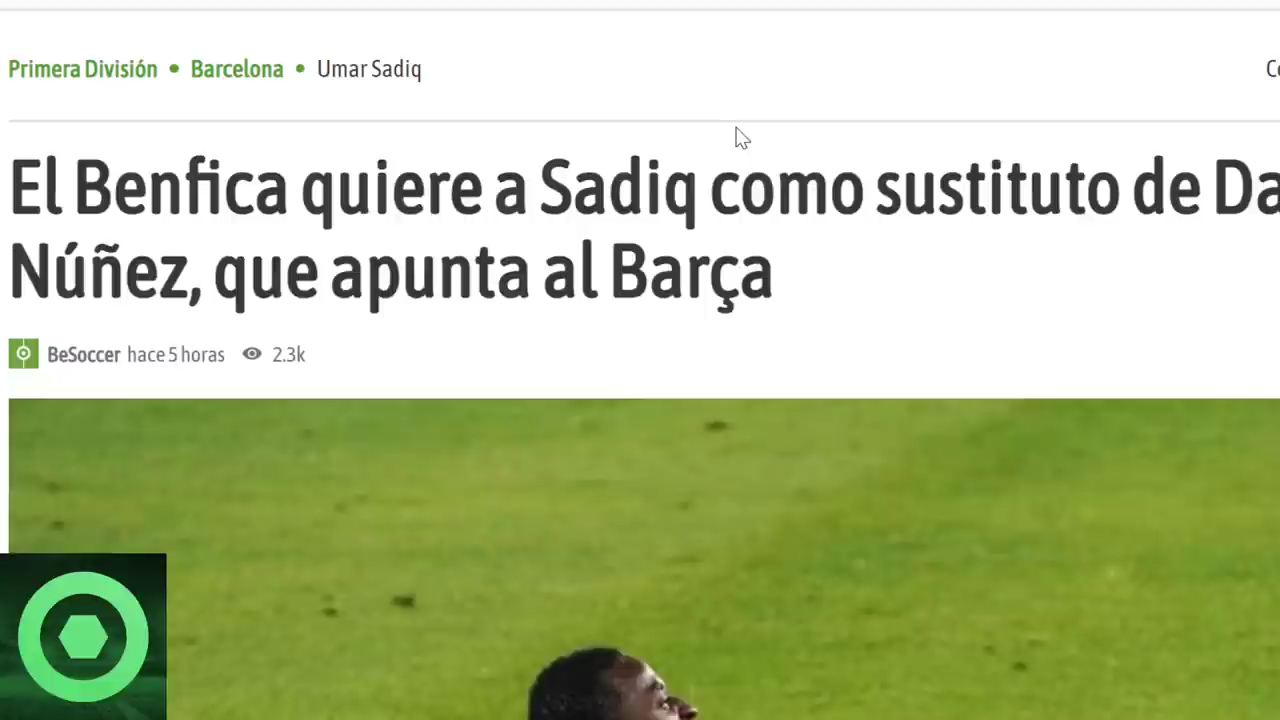 Primera División • Barcelona • Umar Sadiq
El Benfica quiere a Sadiq como sustituto de Da
Núñez, que apunta al Barça
BeSoccer hace 5 horas 2.3k